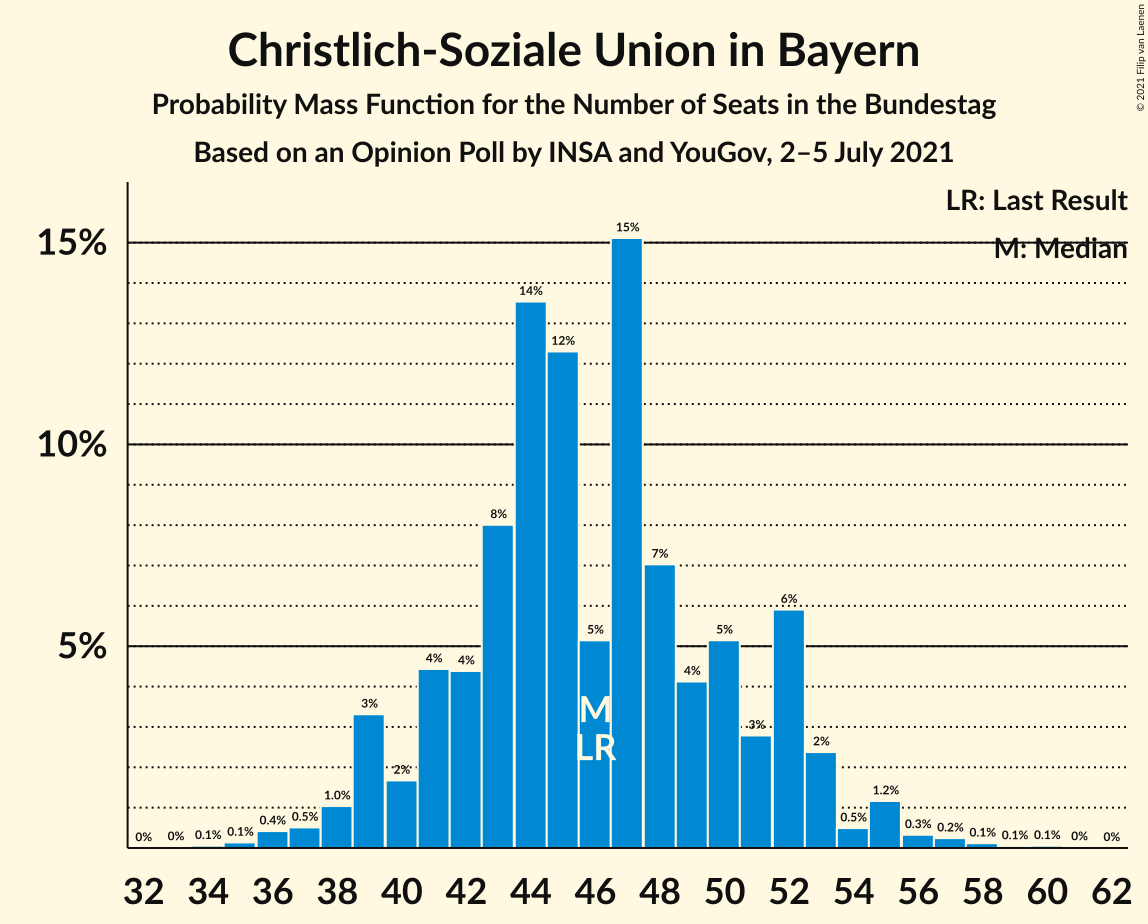 Christlich-Soziale Union in Bayern
Probability Mass Function for the Number of Seats in the Bundestag
Based on an Opinion Poll by INSA and YouGov, 2–5 July 2021
© 2021 Filip van Laenen
LR: Last Result
M: Median
15%
10%
5%
0% 0% 0.1% 0.1% 0.4% 0.5% 1.0% 3% 2% 4% 4% 8% 14% 12% 5% 15% 7% 4% 5% 3% 6% 2% 0.5% 1.2% 0.3% 0.2% 0.1% 0.1% 0.1% 0% 0%
M
LR
32 34 36 38 40 42 44 46 48 50 52 54 56 58 60 62